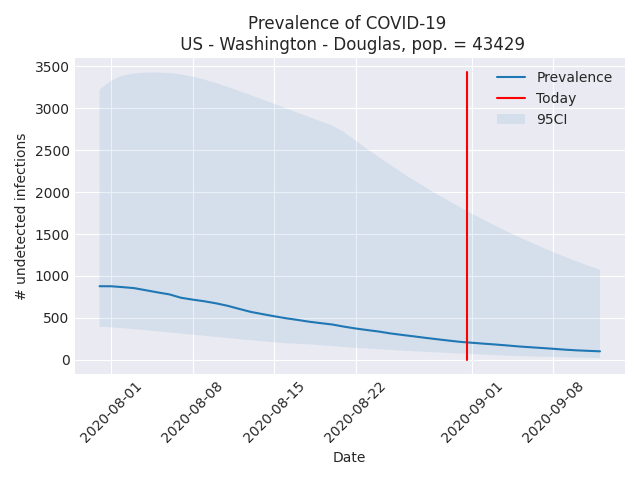 Prevalence of COVID-19
US - Washington - Douglas, pop. = 43429
# undetected infections
3500
3000
2500
2000
1500
1000
500
0
Prevalence
Today
95CI
2020-08-01
2020-08-08
2020-08-15
2020-08-22
2020-09-01
2020-09-08
Date